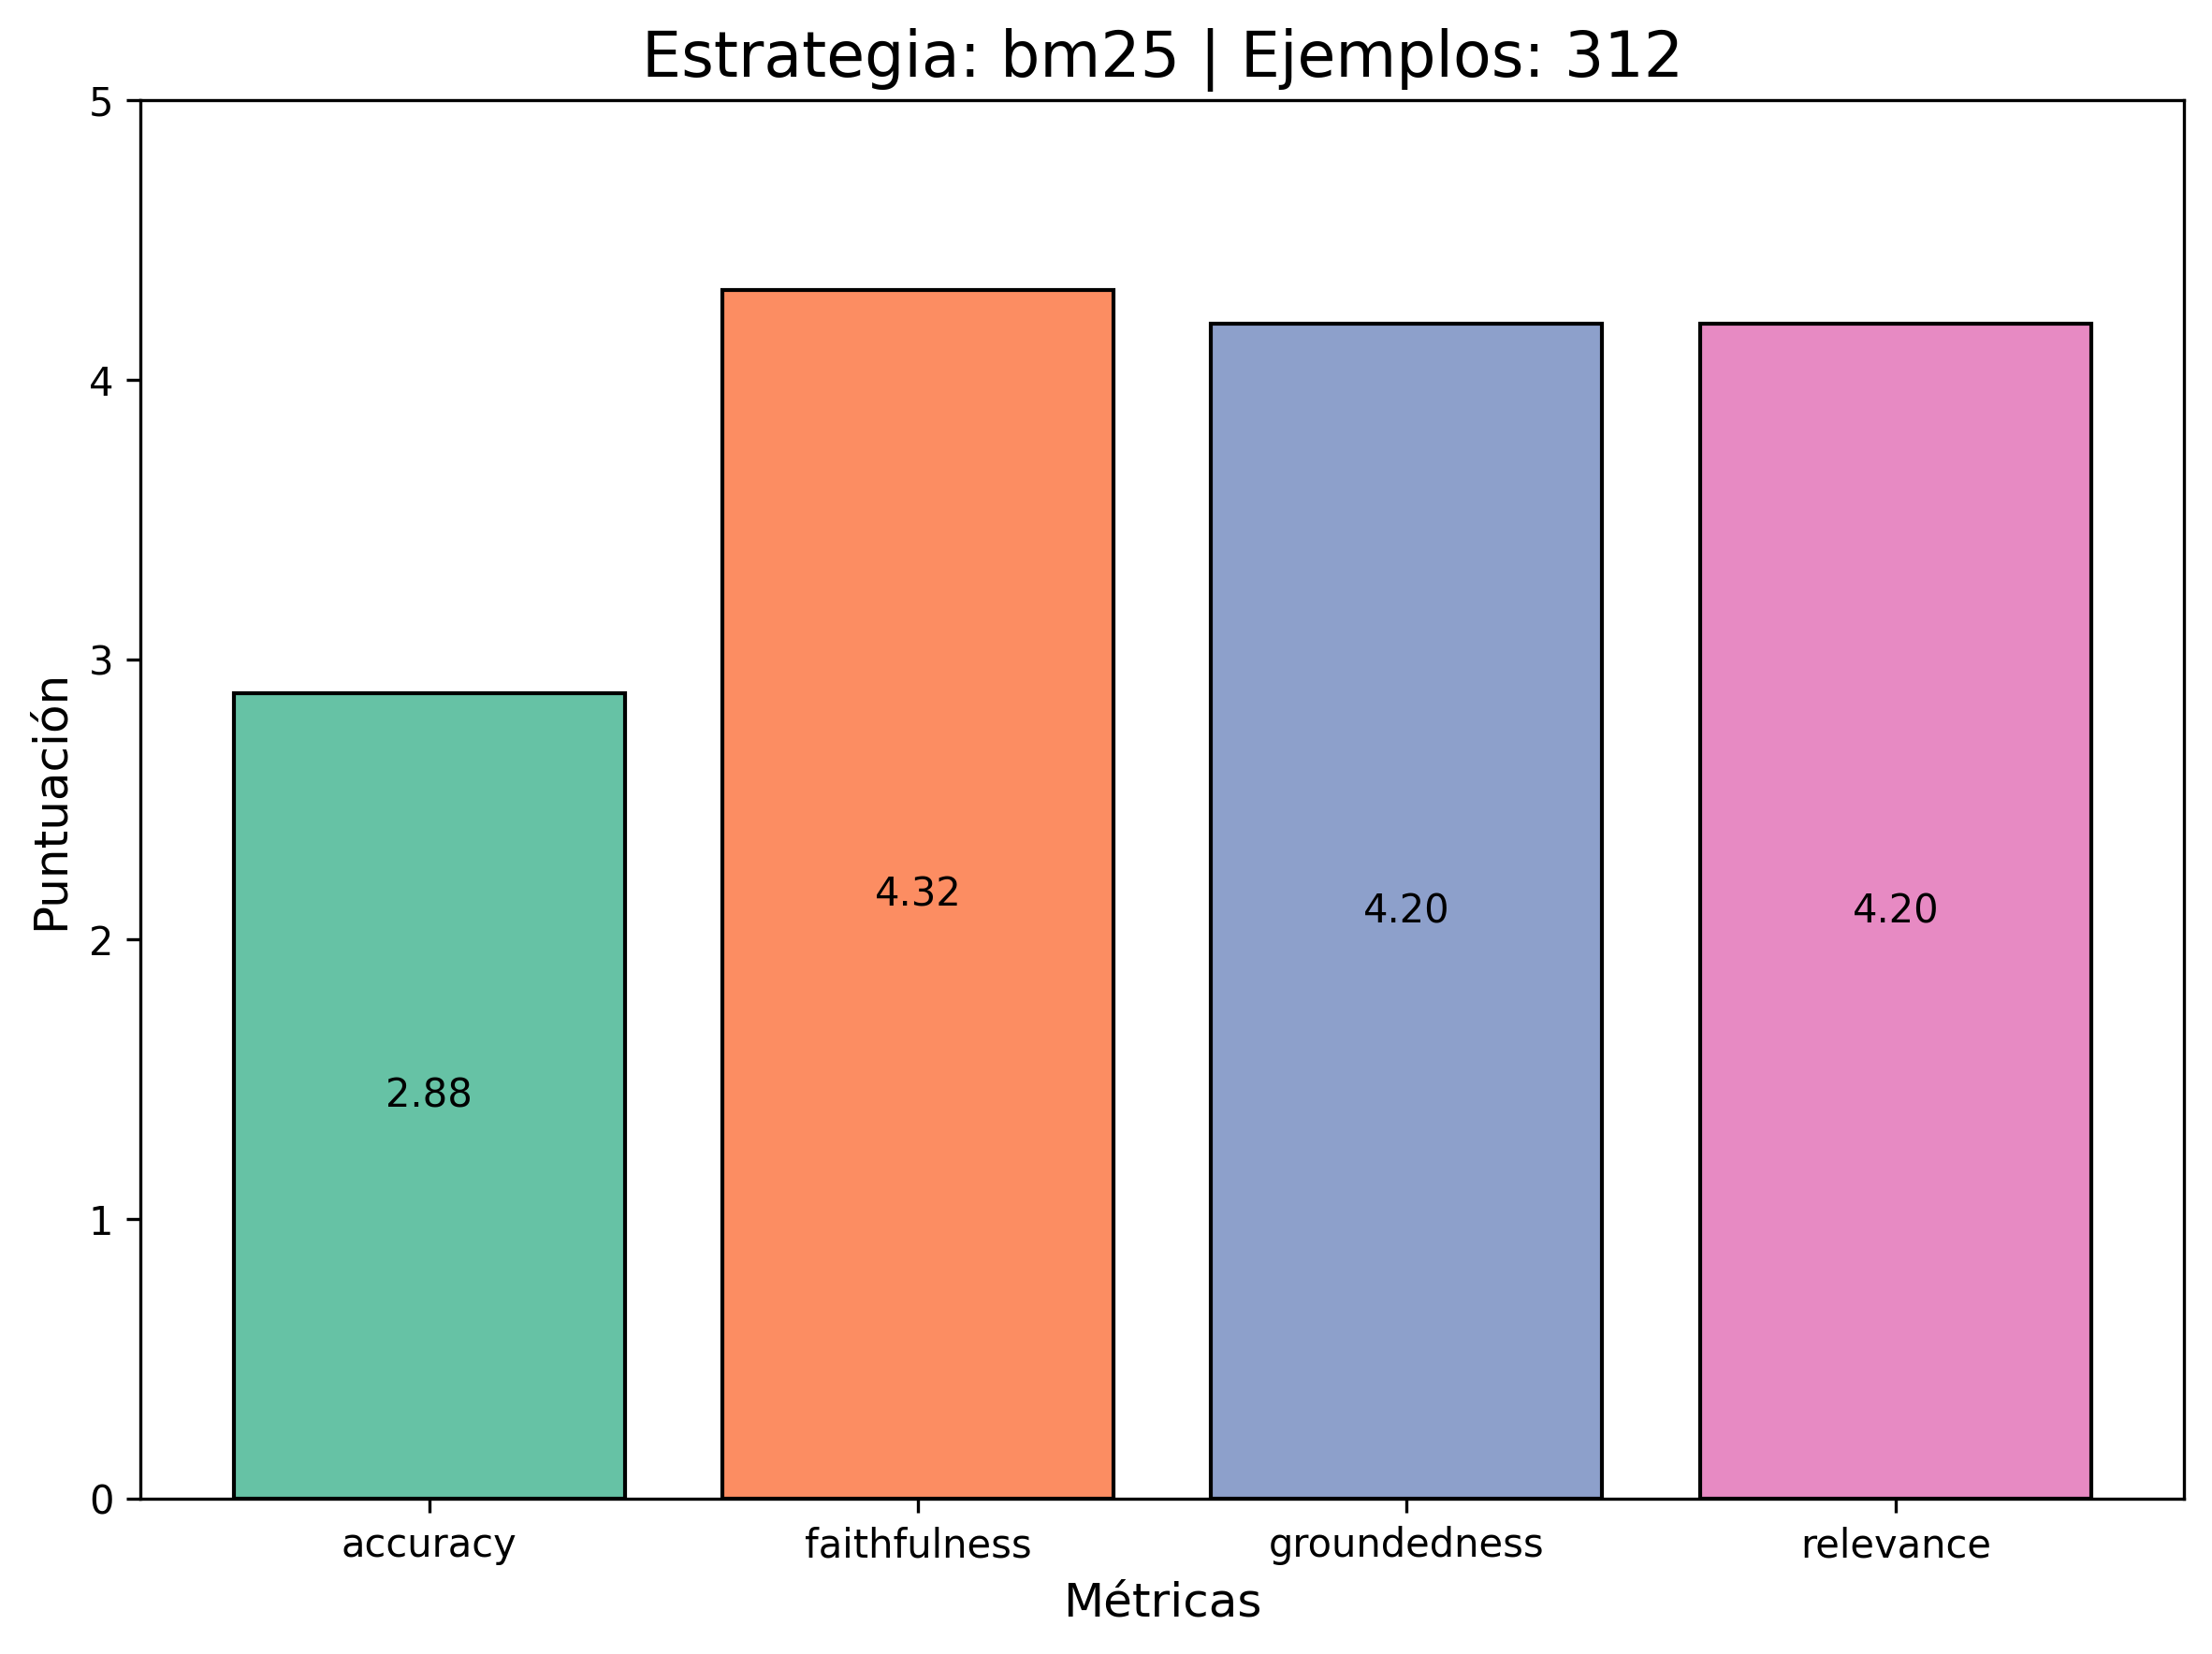 Estrategia: bm25 | Ejemplos: 312
5
4
3
2
1
0
Puntuación
2.88
4.32
4.20
4.20
accuracy
faithfulness
groundedness
relevance
Métricas